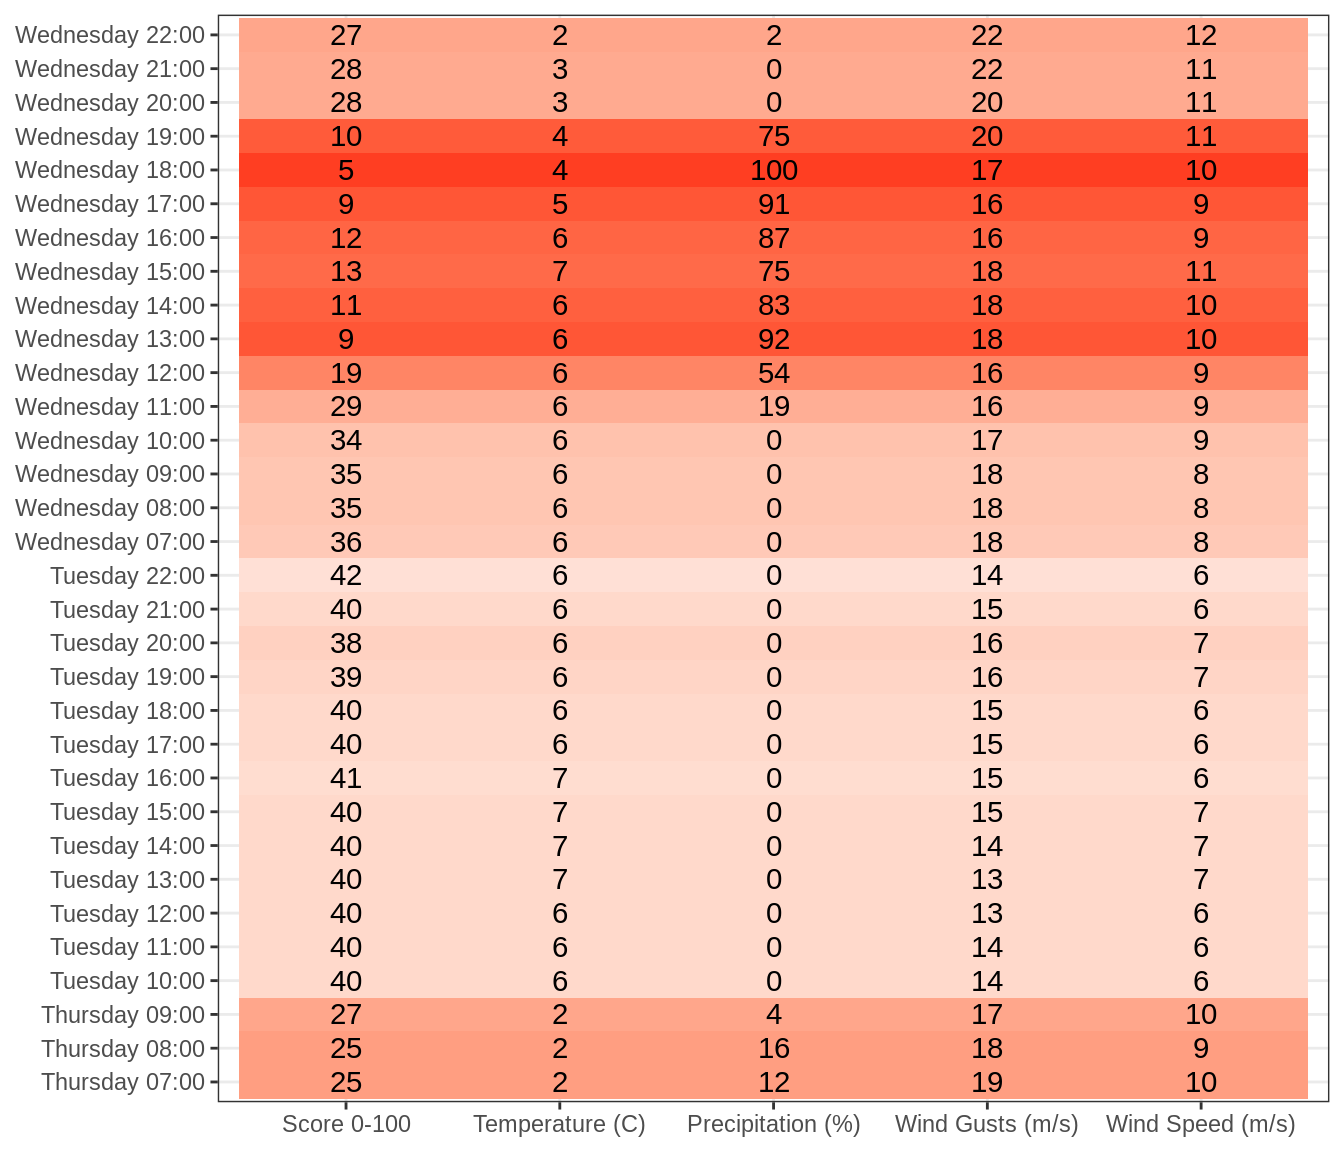 Wednesday 22:00 27 2 2 22 12
Wednesday 21:00 28 3 0 22 11
Wednesday 20:00 28 3 0 20 11
Wednesday 19:00 10 4 75 20 11
Wednesday 18:00 5 4 100 17 10
Wednesday 17:00 9 5 91 16 9
Wednesday 16:00 12 6 87 16 9
Wednesday 15:00 13 7 75 18 11
Wednesday 14:00 11 6 83 18 10
Wednesday 13:00 9 6 92 18 10
Wednesday 12:00 19 6 54 16 9
Wednesday 11:00 29 6 19 16 9
Wednesday 10:00 34 6 0 17 9
Wednesday 09:00 35 6 0 18 8
Wednesday 08:00 35 6 0 18 8
Wednesday 07:00 36 6 0 18 8
Tuesday 22:00 42 6 0 14 6
Tuesday 21:00 40 6 0 15 6
Tuesday 20:00 38 6 0 16 7
Tuesday 19:00 39 6 0 16 7
Tuesday 18:00 40 6 0 15 6
Tuesday 17:00 40 6 0 15 6
Tuesday 16:00 41 7 0 15 6
Tuesday 15:00 40 7 0 15 7
Tuesday 14:00 40 7 0 14 7
Tuesday 13:00 40 7 0 13 7
Tuesday 12:00 40 6 0 13 6
Tuesday 11:00 40 6 0 14 6
Tuesday 10:00 40 6 0 14 6
Thursday 09:00 27 2 4 17 10
Thursday 08:00 25 2 16 18 9
Thursday 07:00 25 2 12 19 10
Score 0-100 Temperature (C) Precipitation (%) Wind Gusts (m/s) Wind Speed (m/s)